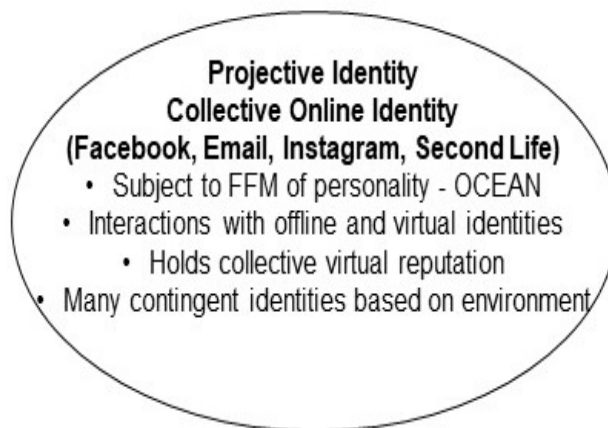 Projective Identity
Collective Online Identity
(Facebook, Email, Instagram, Second Life)
• Subject to FFM of personality - OCEAN
• Interactions with offline and virtual identities
• Holds collective virtual reputation
• Many contingent identities based on environment